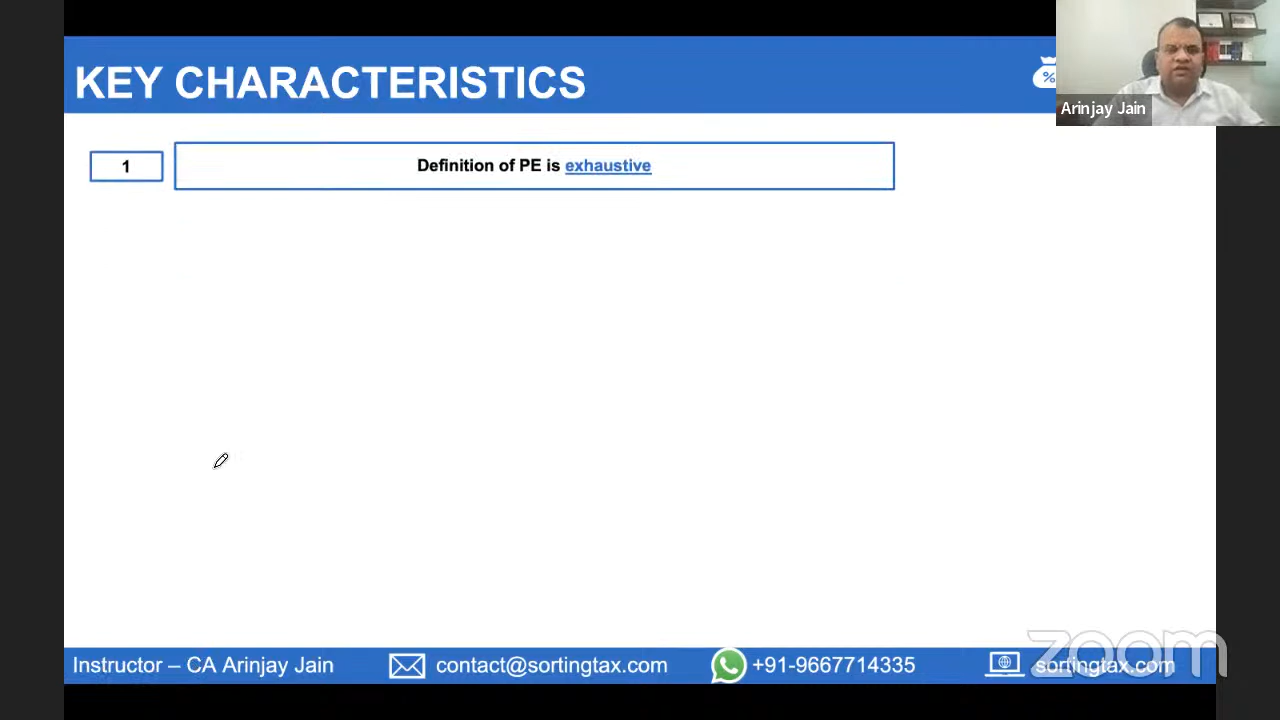 KEY CHARACTERISTICS
%
Arinjay Jain
1
Definition of PE is exhaustive
Instructor – CA Arinjay Jain
contact@sortingtax.com
+91-9667714335
sortingtax.com
zoom